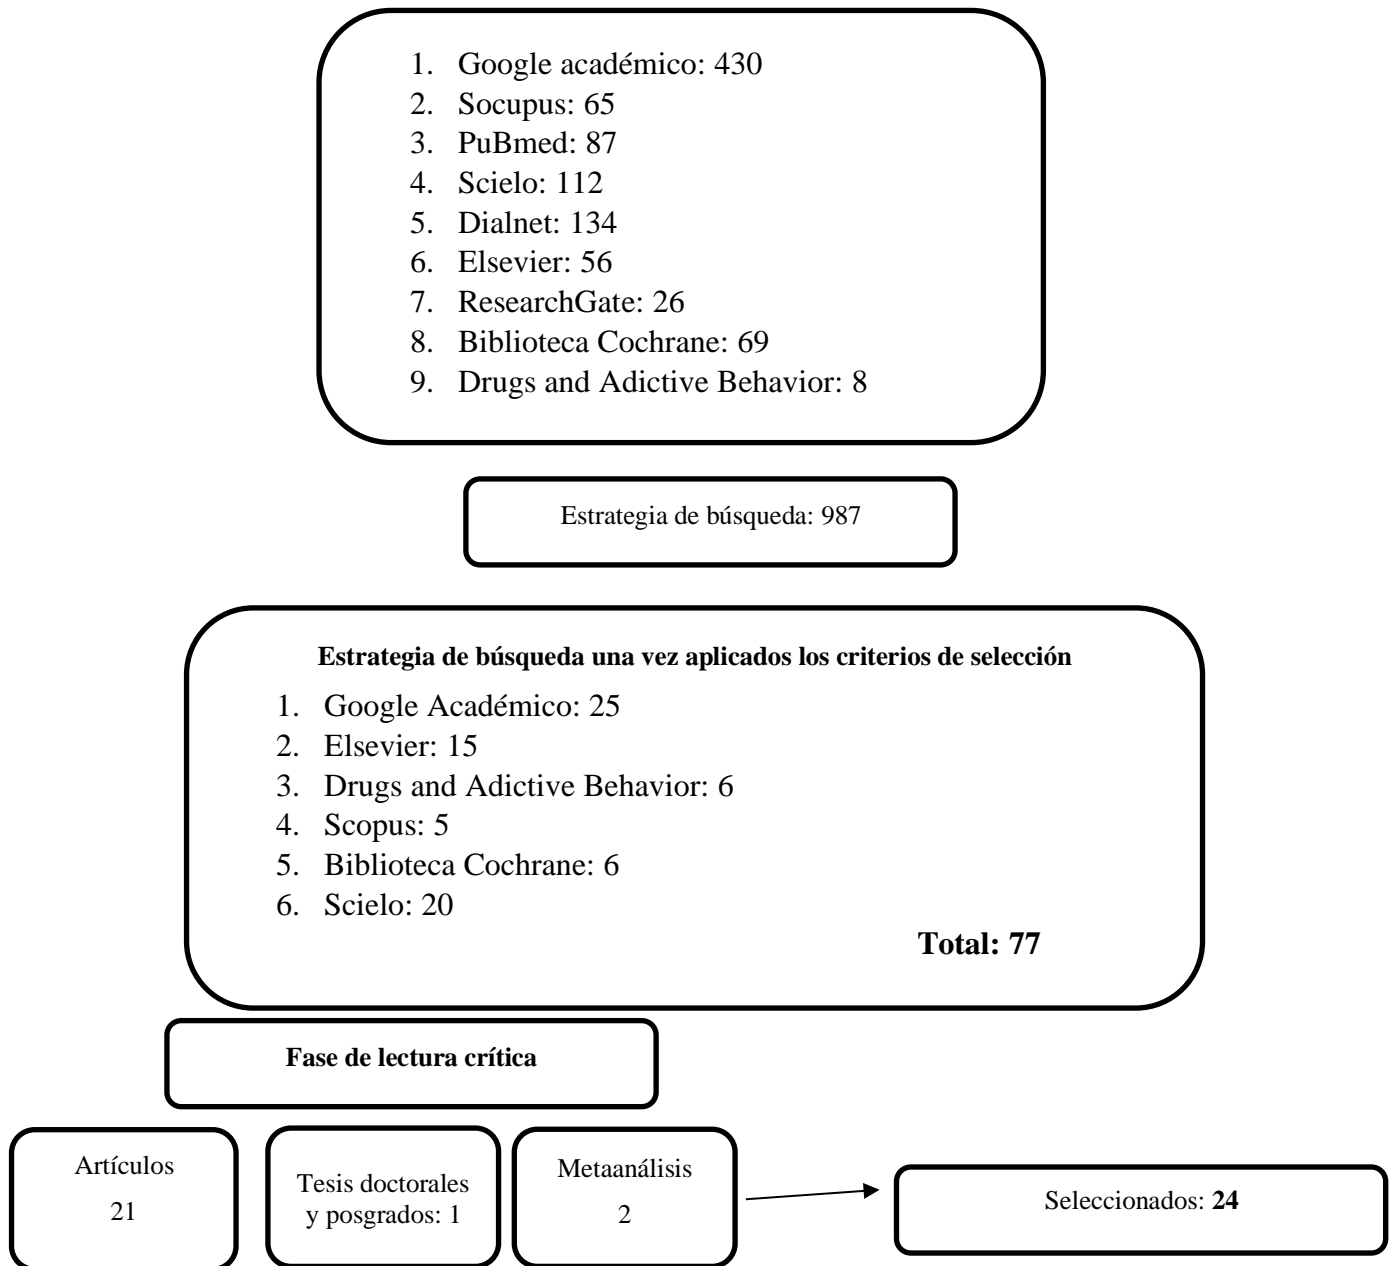 1. Google académico: 430
2. Socupus: 65
3. PuBmed: 87
4. Scielo: 112
5. Dialnet: 134
6. Elsevier: 56
7. ResearchGate: 26
8. Biblioteca Cochrane: 69
9. Drugs and Adictive Behavior: 8
Estrategia de búsqueda: 987
Estrategia de búsqueda una vez aplicados los criterios de selección
1. Google Académico: 25
2. Elsevier: 15
3. Drugs and Adictive Behavior: 6
4. Scopus: 5
5. Biblioteca Cochrane: 6
6. Scielo: 20
Total: 77
Fase de lectura crítica
Artículos
21
Tesis doctorales
y posgrados: 1
Metaanálisis
2
Seleccionados: 24